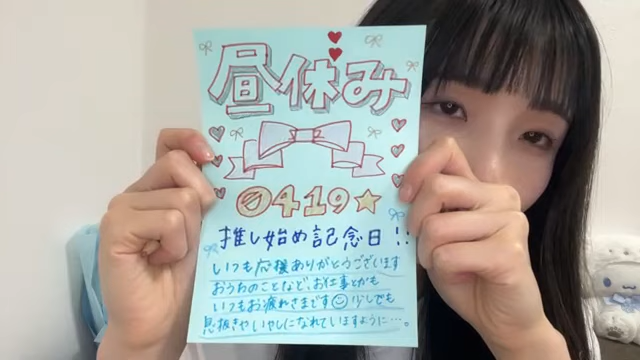 昼休み
0419☆
推し始め記念日!!
いつも応援ありがとうございます
おうわのことなど、お仕事とかも
いつもお疲れさまです☺少しでも
息抜きやいやしになれていますように…。